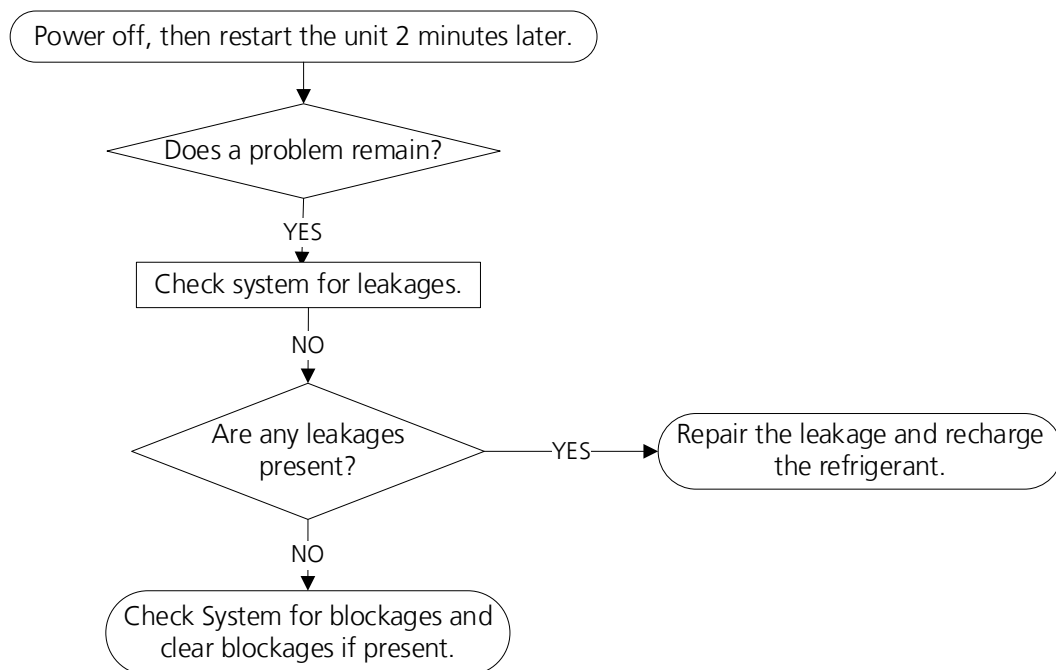 Power off, then restart the unit 2 minutes later.
Does a problem remain?
YES
Check system for leakages.
NO
Are any leakages
present?
YES
Repair the leakage and recharge
the refrigerant.
NO
Check System for blockages and
clear blockages if present.